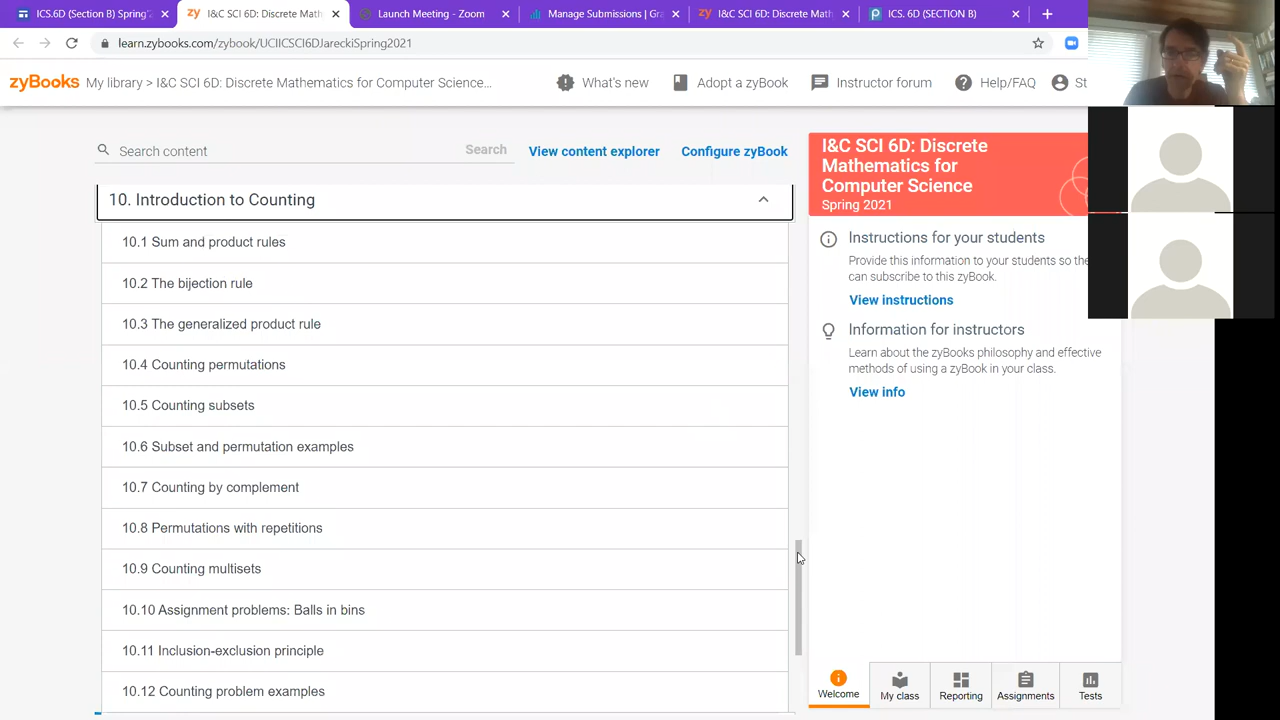 ICS.6D (SECTION B) Spring'
I&C SCI 6D: Discrete Math
Launch Meeting - Zoom
Manage Submissions | Gra
I&C SCI 6D: Discrete Math
ICS. 6D (SECTION B)
zyBooks
My library > I&C SCI 6D: Discrete Mathematics for Computer Science...
What's new
Adopt a zyBook
Instructor forum
Help/FAQ
St
Search content
Search
View content explorer
Configure zyBook
10. Introduction to Counting
10.1 Sum and product rules
10.2 The bijection rule
10.3 The generalized product rule
10.4 Counting permutations
10.5 Counting subsets
10.6 Subset and permutation examples
10.7 Counting by complement
10.8 Permutations with repetitions
10.9 Counting multisets
10.10 Assignment problems: Balls in bins
10.11 Inclusion-exclusion principle
10.12 Counting problem examples
I&C SCI 6D: Discrete
Mathematics for
Computer Science
Spring 2021
Instructions for your students
Provide this information to your students so the
can subscribe to this zyBook.
View instructions
Information for instructors
Learn about the zyBooks philosophy and effective
methods of using a zyBook in your class.
View info
Welcome
My class
Reporting
Assignments
Tests